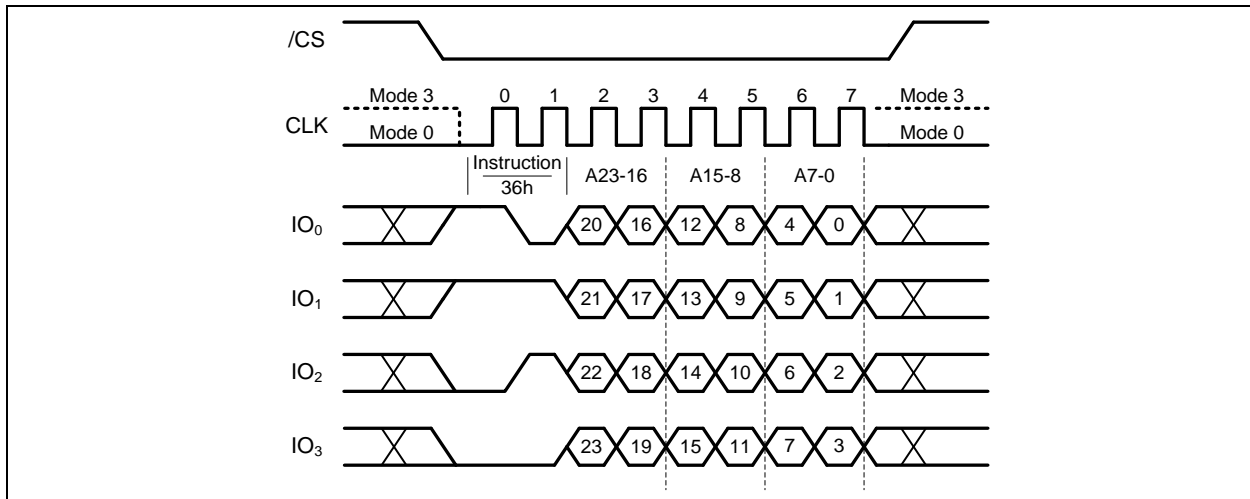 /CS
Mode 3 0 1 2 3 4 5 6 7 Mode 3
CLK
Mode 0 Mode 0
Instruction A23-16 A15-8 A7-0
36h
IO₀ 20 16 12 8 4 0
IO₁ 21 17 13 9 5 1
IO₂ 22 18 14 10 6 2
IO₃ 23 19 15 11 7 3